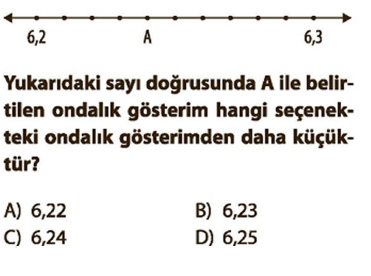 6,2 A 6,3
Yukarıdaki sayı doğrusunda A ile belir-
tilen ondalık gösterim hangi seçenek-
teki ondalık gösterimden daha küçük-
tür?
A) 6,22 B) 6,23
C) 6,24 D) 6,25